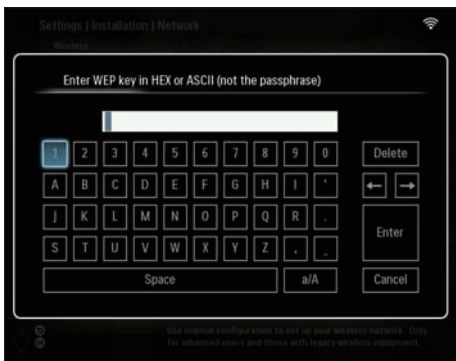 Settings | Installation | Network
Wireless
Enter WEP key in HEX or ASCII (not the passphrase)
1 2 3 4 5 6 7 8 9 0 Delete
A B C D E F G H I ' ← →
J K L M N O P Q R .
Enter
S T U V W X Y Z , _
Space a/A Cancel
Use manual configuration to set up your wireless network. Only
for advanced users and those with legacy wireless equipment.